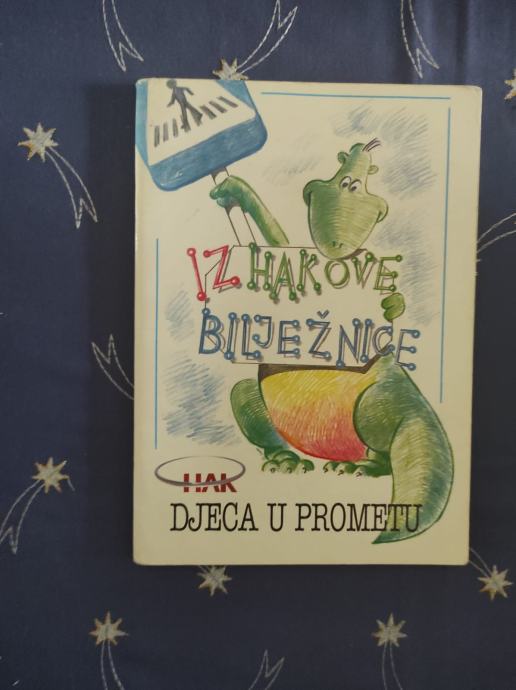 IZ HAKOVE
BILJEŽNICE
HAK
DJECA U PROMETU